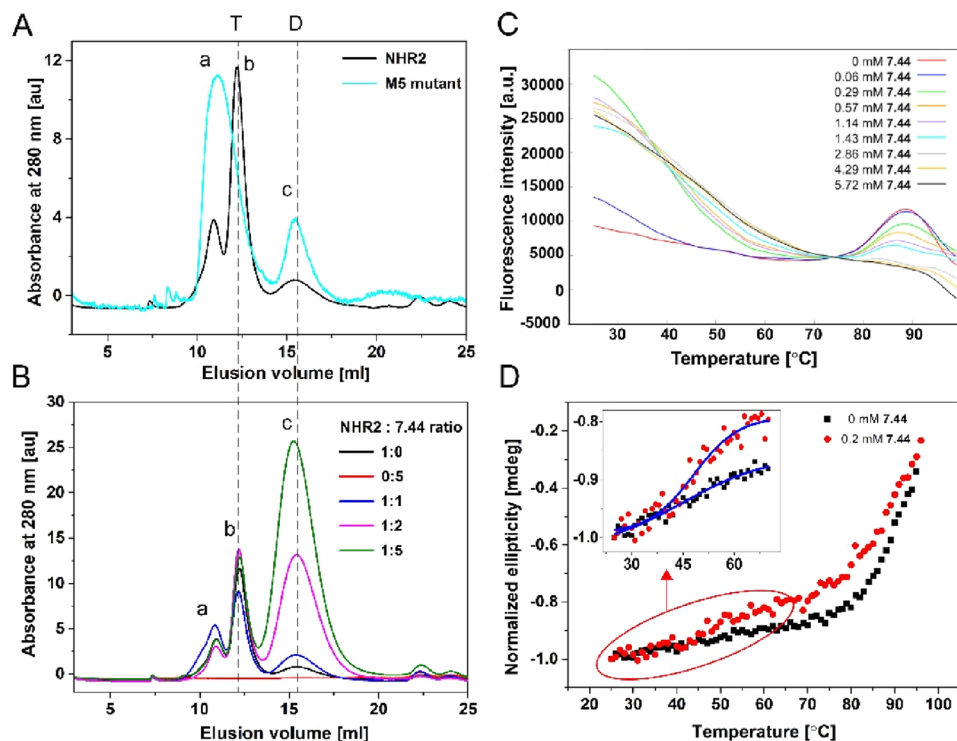 A
T
D
a
b
c
NHR2
M5 mutant
Absorbance at 280 nm [au]
12
8
4
0
5
10
15
20
25
Elusion volume [ml]
B
NHR2 : 7.44 ratio
1:0
0:5
1:1
1:2
1:5
a
b
c
Absorbance at 280 nm [au]
30
25
20
15
10
5
0
5
10
15
20
25
Elusion volume [ml]
C
0 mM 7.44
0.06 mM 7.44
0.29 mM 7.44
0.57 mM 7.44
1.14 mM 7.44
1.43 mM 7.44
2.86 mM 7.44
4.29 mM 7.44
5.72 mM 7.44
Fluorescence intensity [a.u.]
35000
30000
25000
20000
15000
10000
5000
0
-5000
30
40
50
60
70
80
90
Temperature [°C]
D
0 mM 7.44
0.2 mM 7.44
Normalized ellipticity [mdeg]
-0.2
-0.4
-0.6
-0.8
-1.0
-0.8
-0.9
-1.0
30
45
60
20
30
40
50
60
70
80
90
100
Temperature [°C]